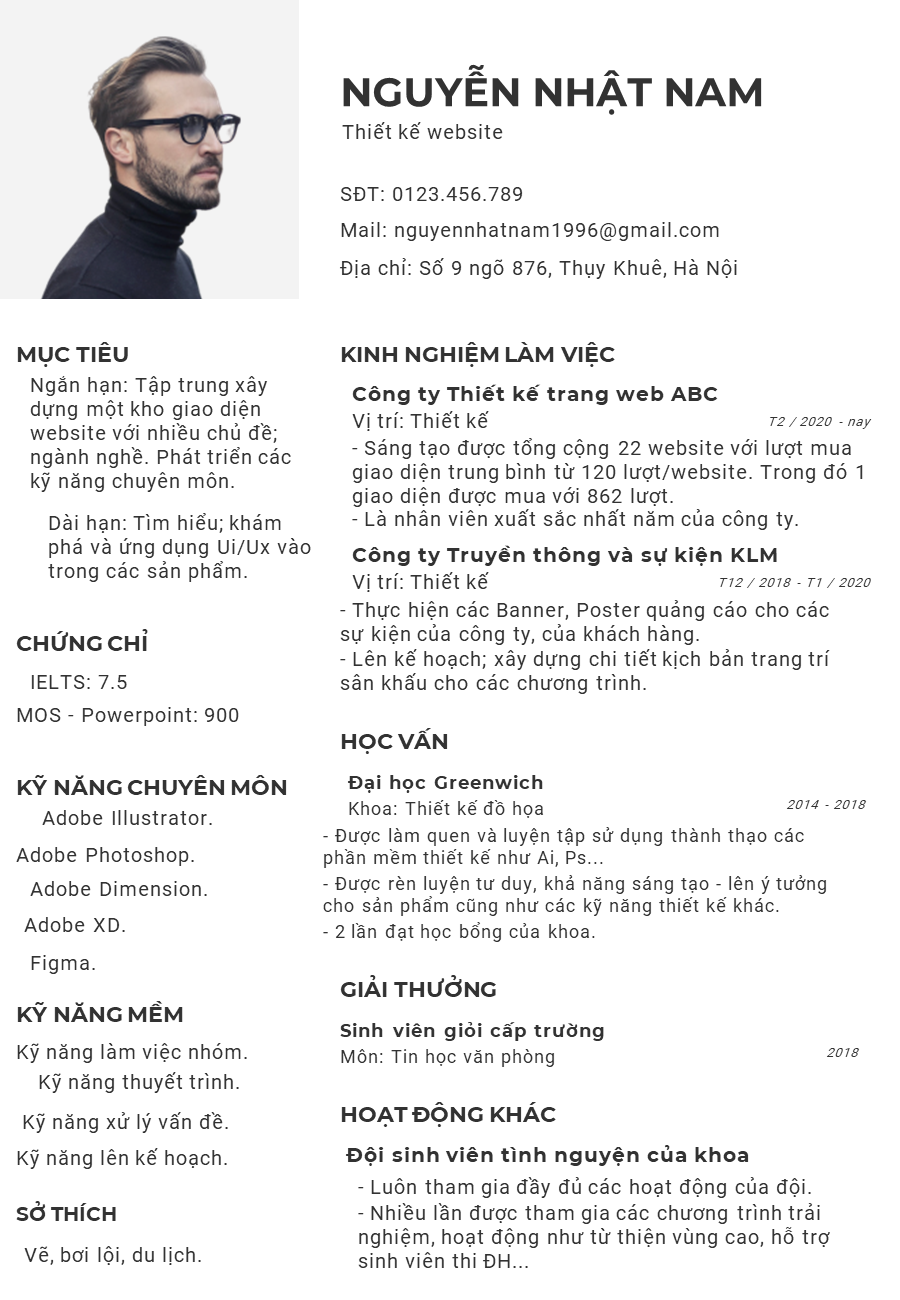 NGUYỄN NHẬT NAM
Thiết kế website
SĐT: 0123.456.789
Mail: nguyennhatnam1996@gmail.com
Địa chỉ: Số 9 ngõ 876, Thụy Khuê, Hà Nội
MỤC TIÊU
Ngắn hạn: Tập trung xây
dựng một kho giao diện
website với nhiều chủ đề;
ngành nghề. Phát triển các
kỹ năng chuyên môn.
Dài hạn: Tìm hiểu; khám
phá và ứng dụng Ui/Ux vào
trong các sản phẩm.
CHỨNG CHỈ
IELTS: 7.5
MOS - Powerpoint: 900
KỸ NĂNG CHUYÊN MÔN
Adobe Illustrator.
Adobe Photoshop.
Adobe Dimension.
Adobe XD.
Figma.
KỸ NĂNG MỀM
Kỹ năng làm việc nhóm.
Kỹ năng thuyết trình.
Kỹ năng xử lý vấn đề.
Kỹ năng lên kế hoạch.
SỞ THÍCH
Vẽ, bơi lội, du lịch.
KINH NGHIỆM LÀM VIỆC
Công ty Thiết kế trang web ABC
Vị trí: Thiết kế T2 / 2020 - nay
- Sáng tạo được tổng cộng 22 website với lượt mua
giao diện trung bình từ 120 lượt/website. Trong đó 1
giao diện được mua với 862 lượt.
- Là nhân viên xuất sắc nhất năm của công ty.
Công ty Truyền thông và sự kiện KLM
Vị trí: Thiết kế T12 / 2018 - T1 / 2020
- Thực hiện các Banner, Poster quảng cáo cho các
sự kiện của công ty, của khách hàng.
- Lên kế hoạch; xây dựng chi tiết kịch bản trang trí
sân khấu cho các chương trình.
HỌC VẤN
Đại học Greenwich
Khoa: Thiết kế đồ họa 2014 - 2018
- Được làm quen và luyện tập sử dụng thành thạo các
phần mềm thiết kế như Ai, Ps...
- Được rèn luyện tư duy, khả năng sáng tạo - lên ý tưởng
cho sản phẩm cũng như các kỹ năng thiết kế khác.
- 2 lần đạt học bổng của khoa.
GIẢI THƯỞNG
Sinh viên giỏi cấp trường
Môn: Tin học văn phòng 2018
HOẠT ĐỘNG KHÁC
Đội sinh viên tình nguyện của khoa
- Luôn tham gia đầy đủ các hoạt động của đội.
- Nhiều lần được tham gia các chương trình trải
nghiệm, hoạt động như từ thiện vùng cao, hỗ trợ
sinh viên thi ĐH...